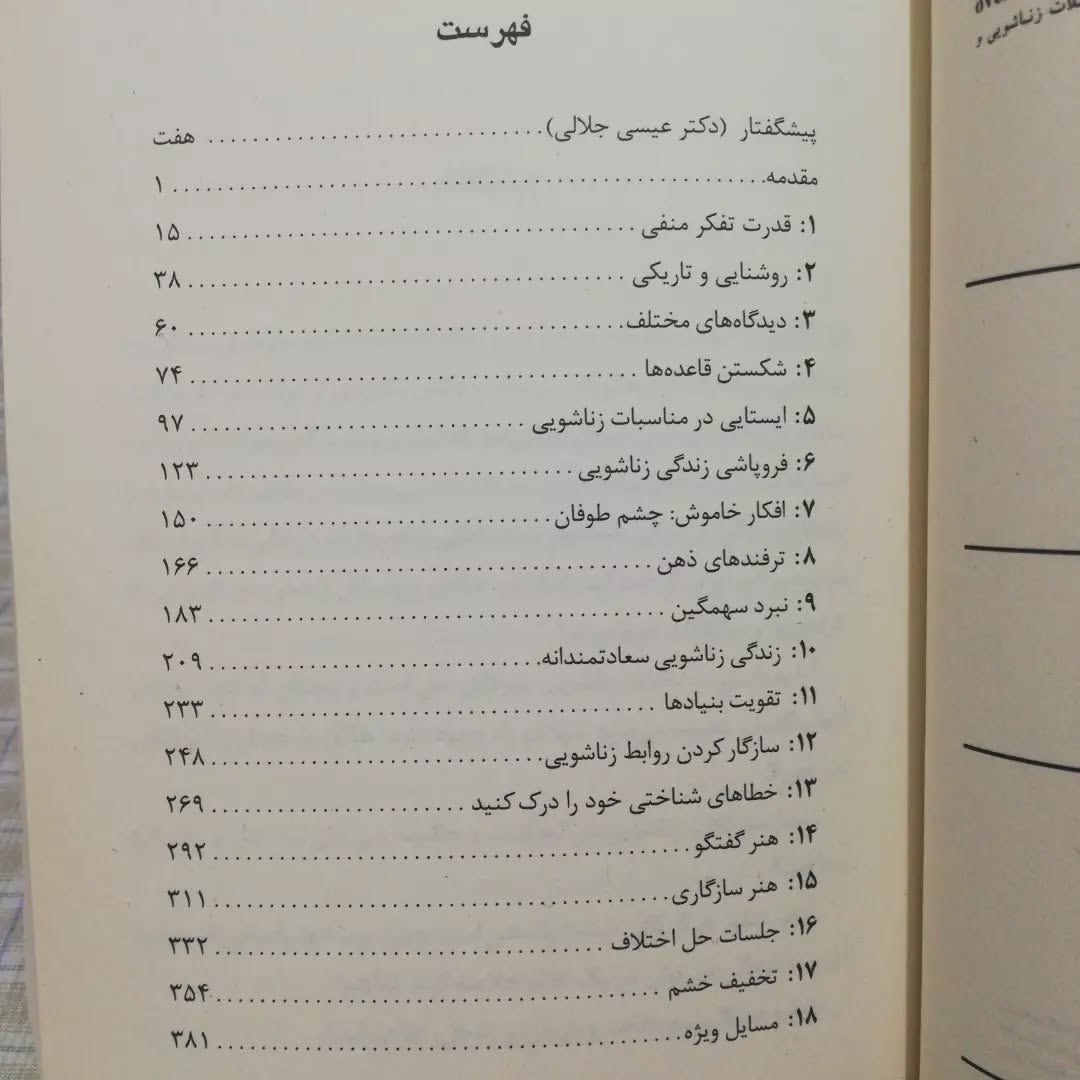 فهرست
پیشگفتار (دکتر عیسی جلالی) .............................. هفت
مقدمه .............................. ۱
۱: قدرت تفکر منفی .............................. ۱۵
۲: روشنایی و تاریکی .............................. ۳۸
۳: دیدگاه‌های مختلف .............................. ۶۰
۴: شکستن قاعده‌ها .............................. ۷۴
۵: ایستایی در مناسبات زناشویی .............................. ۹۷
۶: فروپاشی زندگی زناشویی .............................. ۱۲۳
۷: افکار خاموش: چشم طوفان .............................. ۱۵۰
۸: ترفندهای ذهن .............................. ۱۶۶
۹: نبرد سهمگین .............................. ۱۸۳
۱۰: زندگی زناشویی سعادتمندانه .............................. ۲۰۹
۱۱: تقویت بنیادها .............................. ۲۳۳
۱۲: سازگار کردن روابط زناشویی .............................. ۲۴۸
۱۳: خطاهای شناختی خود را درک کنید .............................. ۲۶۹
۱۴: هنر گفتگو .............................. ۲۹۲
۱۵: هنر سازگاری .............................. ۳۱۱
۱۶: جلسات حل اختلاف .............................. ۳۳۲
۱۷: تخفیف خشم .............................. ۳۵۴
۱۸: مسایل ویژه .............................. ۳۸۱
زناشویی و